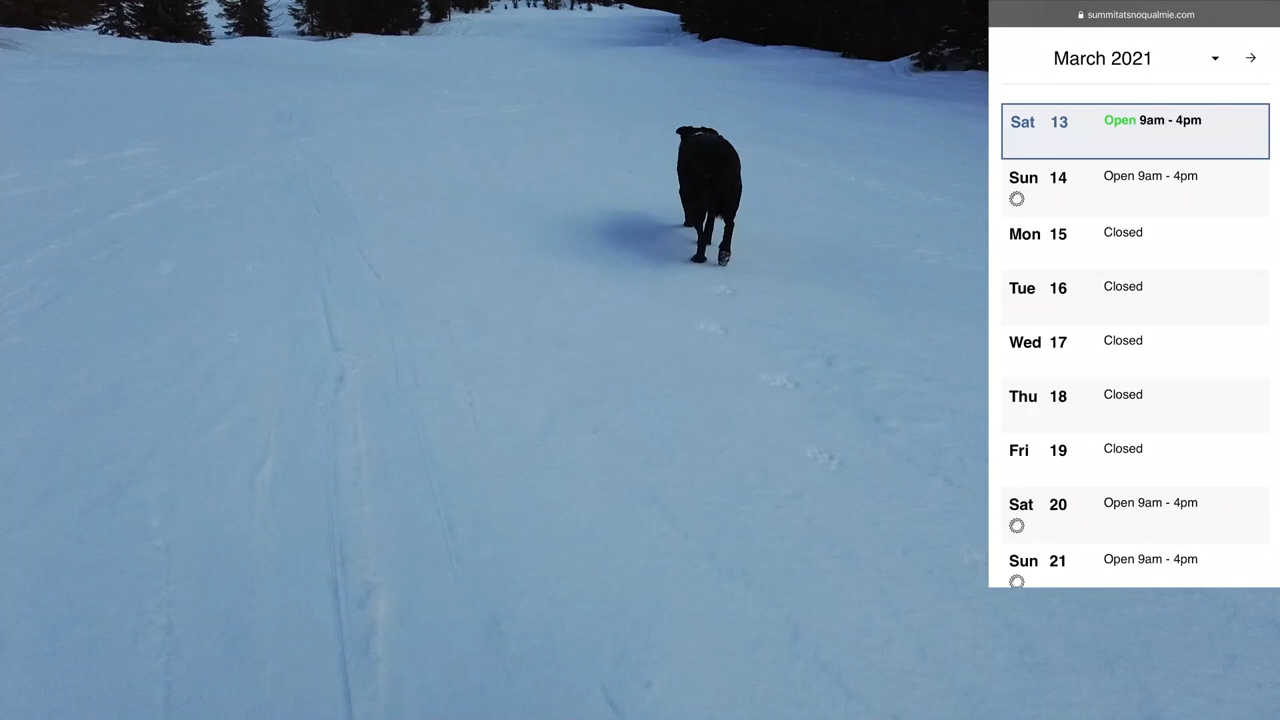 summitatsnoqualmie.com
March 2021
Sat 13 Open 9am - 4pm
Sun 14 Open 9am - 4pm
Mon 15 Closed
Tue 16 Closed
Wed 17 Closed
Thu 18 Closed
Fri 19 Closed
Sat 20 Open 9am - 4pm
Sun 21 Open 9am - 4pm